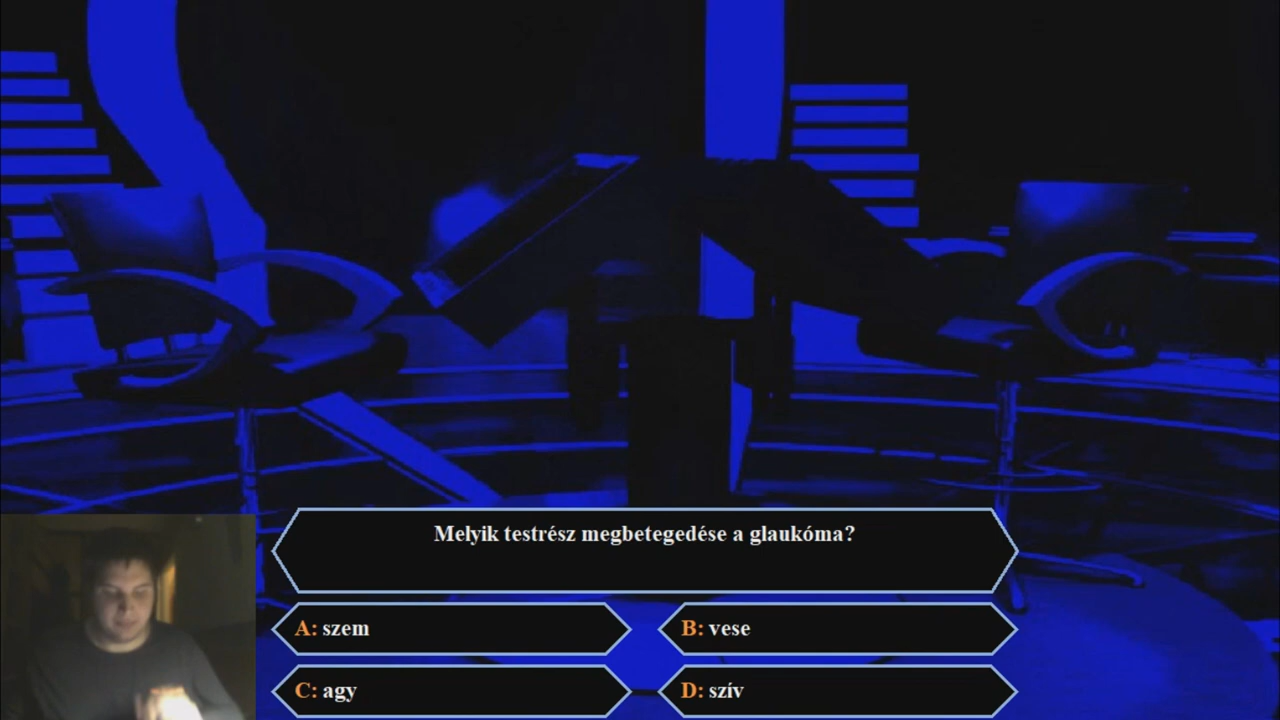 Melyik testrész megbetegedése a glaukóma?
A: szem
B: vese
C: agy
D: szív